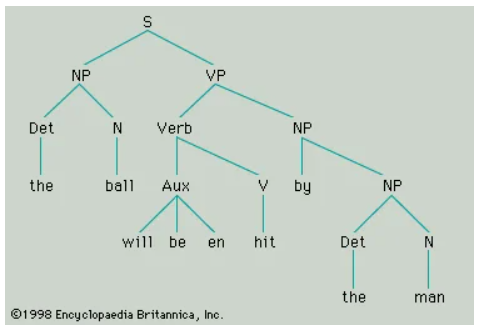 S
NP VP
Det N Verb NP
the ball Aux V by NP
will be en hit Det N
the man
©1998 Encyclopaedia Britannica, Inc.